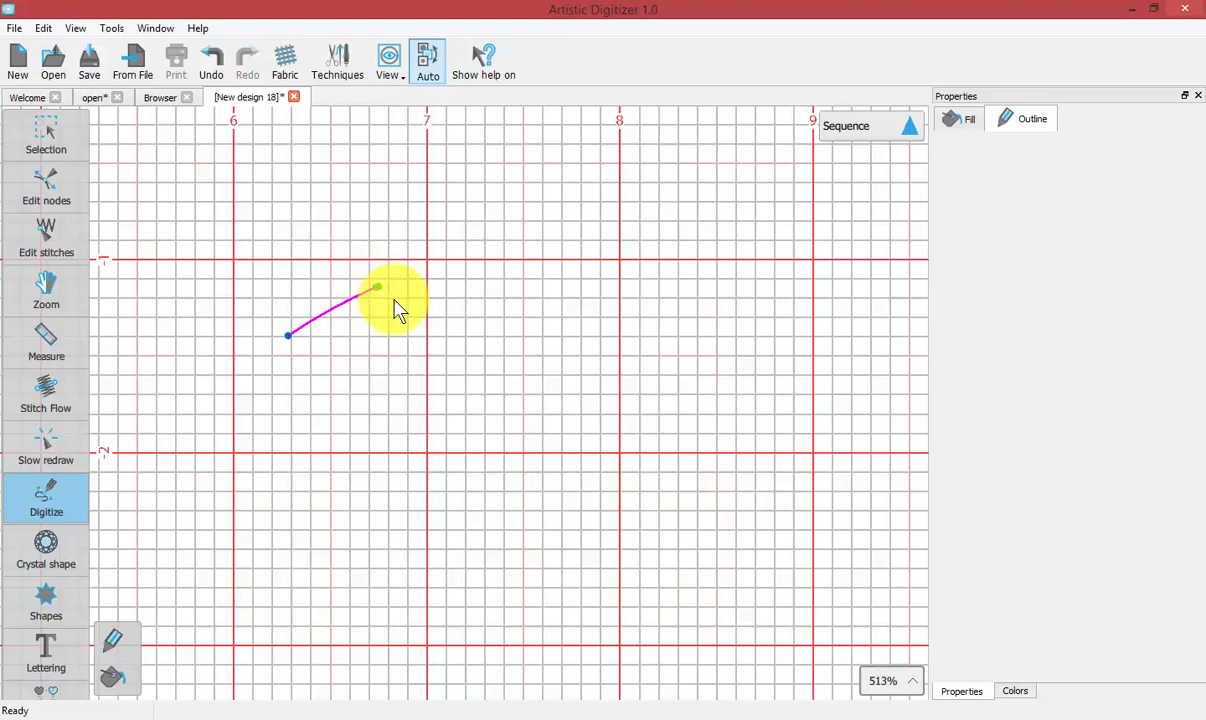 Artistic Digitizer 1.0
File Edit View Tools Window Help
New Open Save From File Print Undo Redo Fabric Techniques View Auto Show help on
Welcome open* Browser [New design 18]*
Properties
6 7 8 9
Sequence
Fill Outline
Selection
Edit nodes
Edit stitches
-1
Zoom
Measure
Stitch Flow
-2
Slow redraw
Digitize
Crystal shape
Shapes
Lettering
513%
Properties Colors
Ready